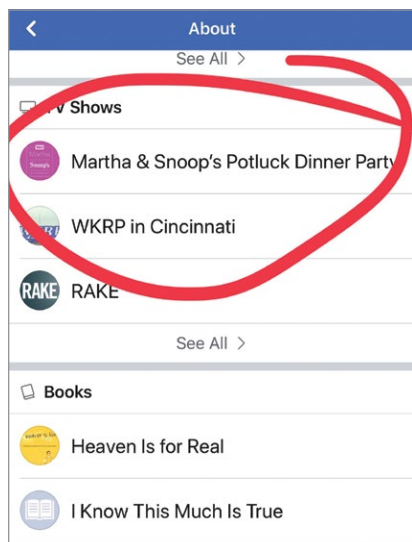 About
See All >
TV Shows
Martha & Snoop's Potluck Dinner Party
WKRP in Cincinnati
RAKE RAKE
See All >
Books
Heaven Is for Real
I Know This Much Is True